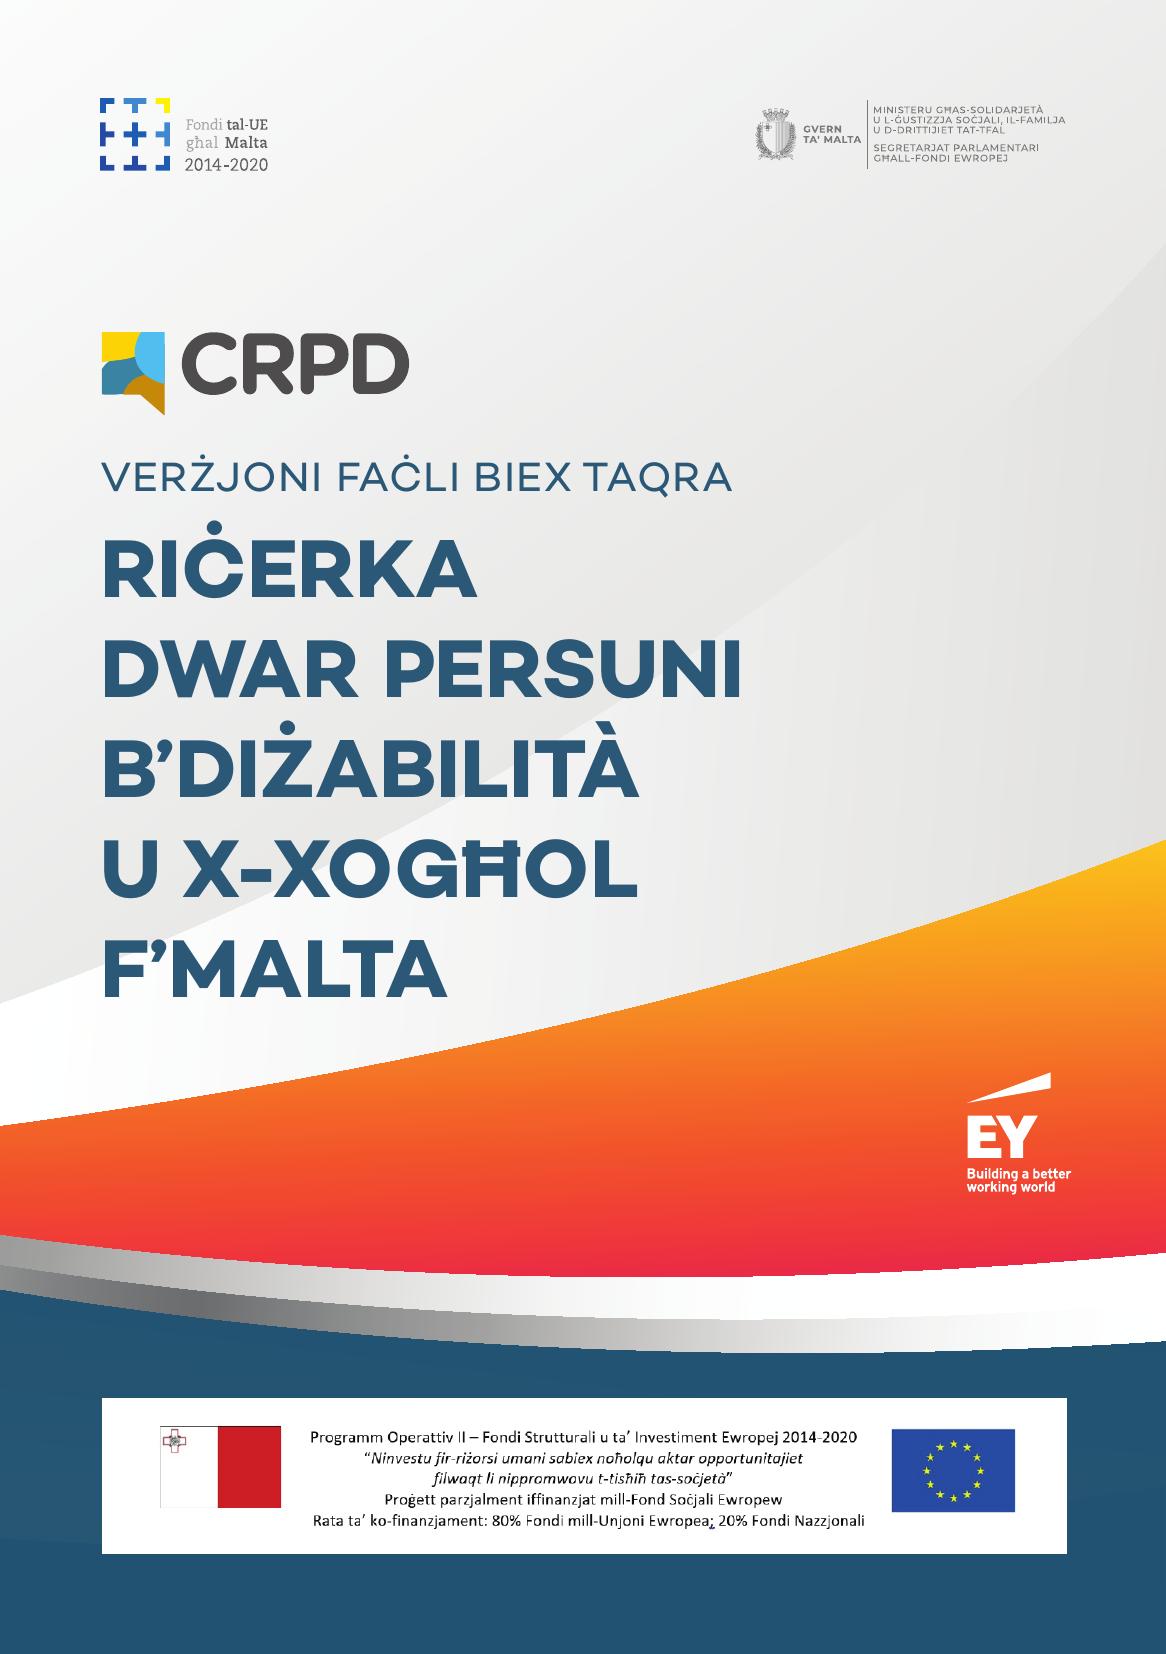 Fondi tal-UE
għal Malta
2014-2020
GVERN
TA' MALTA
MINISTERU GĦAS-SOLIDARJETÀ
U L-ĠUSTIZZJA SOĊJALI, IL-FAMILJA
U D-DRITTIJIET TAT-TFAL
SEGRETARJAT PARLAMENTARI
GĦALL-FONDI EWROPEJ
CRPD
VERŻJONI FAĊLI BIEX TAQRA
RIĊERKA
DWAR PERSUNI
B’DIŻABILITÀ
U X-XOGĦOL
F’MALTA
EY
Building a better
working world
Programm Operattiv II – Fondi Strutturali u ta’ Investiment Ewropej 2014-2020
“Ninvestu fir-riżorsi umani sabiex noħolqu aktar opportunitajiet
filwaqt li nippromwovu t-tisħiħ tas-soċjetà”
Proġett parzjalment iffinanzjat mill-Fond Soċjali Ewropew
Rata ta’ ko-finanzjament: 80% Fondi mill-Unjoni Ewropea; 20% Fondi Nazzjonali